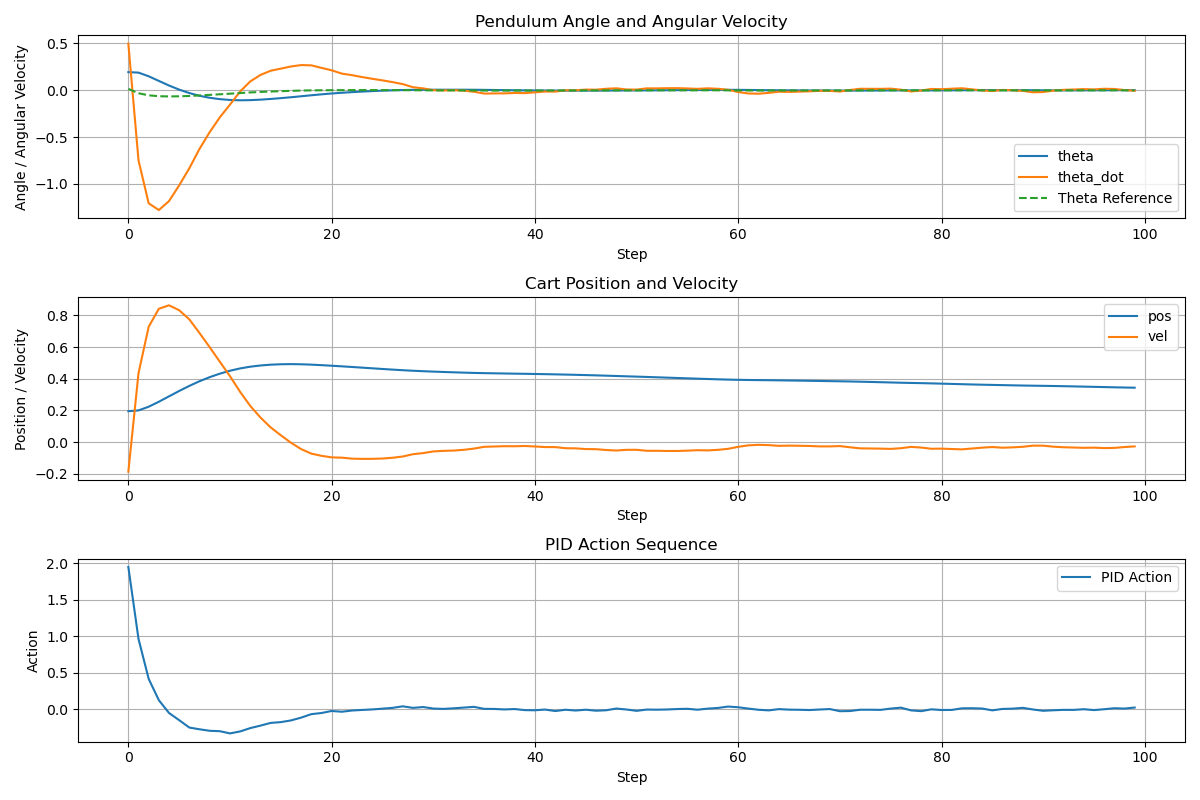 Pendulum Angle and Angular Velocity
Angle / Angular Velocity
0.5
0.0
−0.5
−1.0
theta
theta_dot
Theta Reference
0 20 40 60 80 100
Step
Cart Position and Velocity
Position / Velocity
0.8
0.6
0.4
0.2
0.0
−0.2
pos
vel
0 20 40 60 80 100
Step
PID Action Sequence
Action
2.0
1.5
1.0
0.5
0.0
PID Action
0 20 40 60 80 100
Step